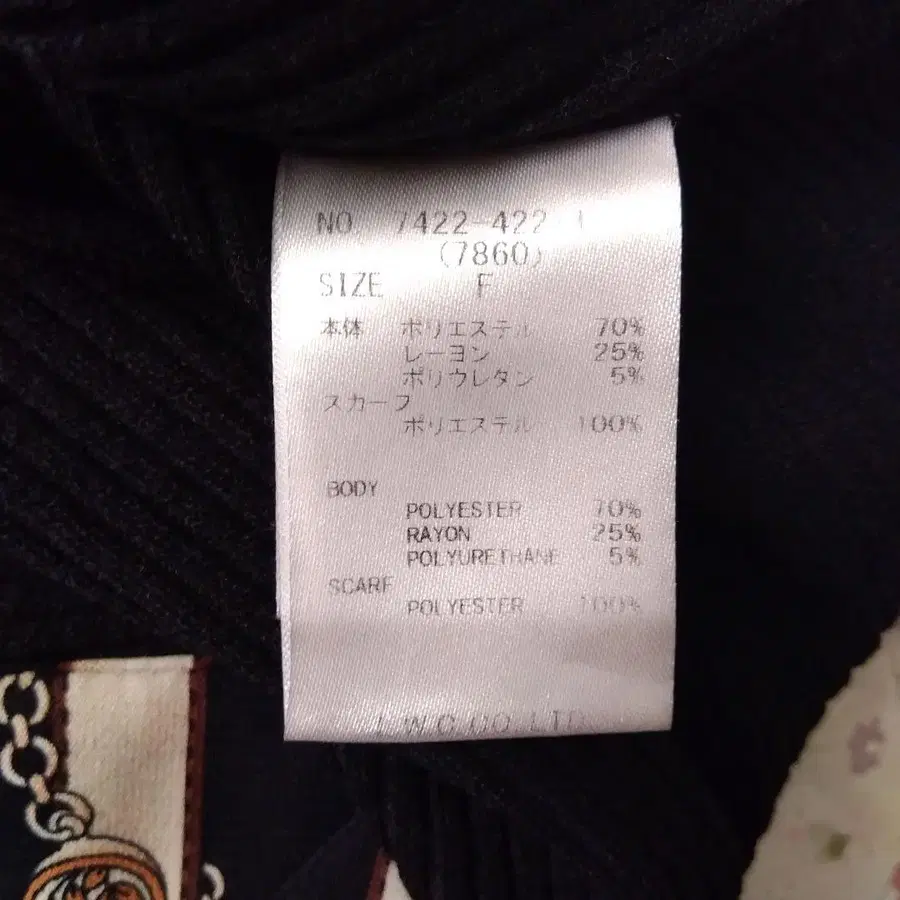 NO. 7422-422
(7860)
SIZE F
本体 ポリエステル 70%
レーヨン 25%
ポリウレタン 5%
スカーフ
ポリエステル 100%
BODY
POLYESTER 70%
RAYON 25%
POLYURETHANE 5%
SCARF
POLYESTER 100%
L.W.C.CO.,LTD